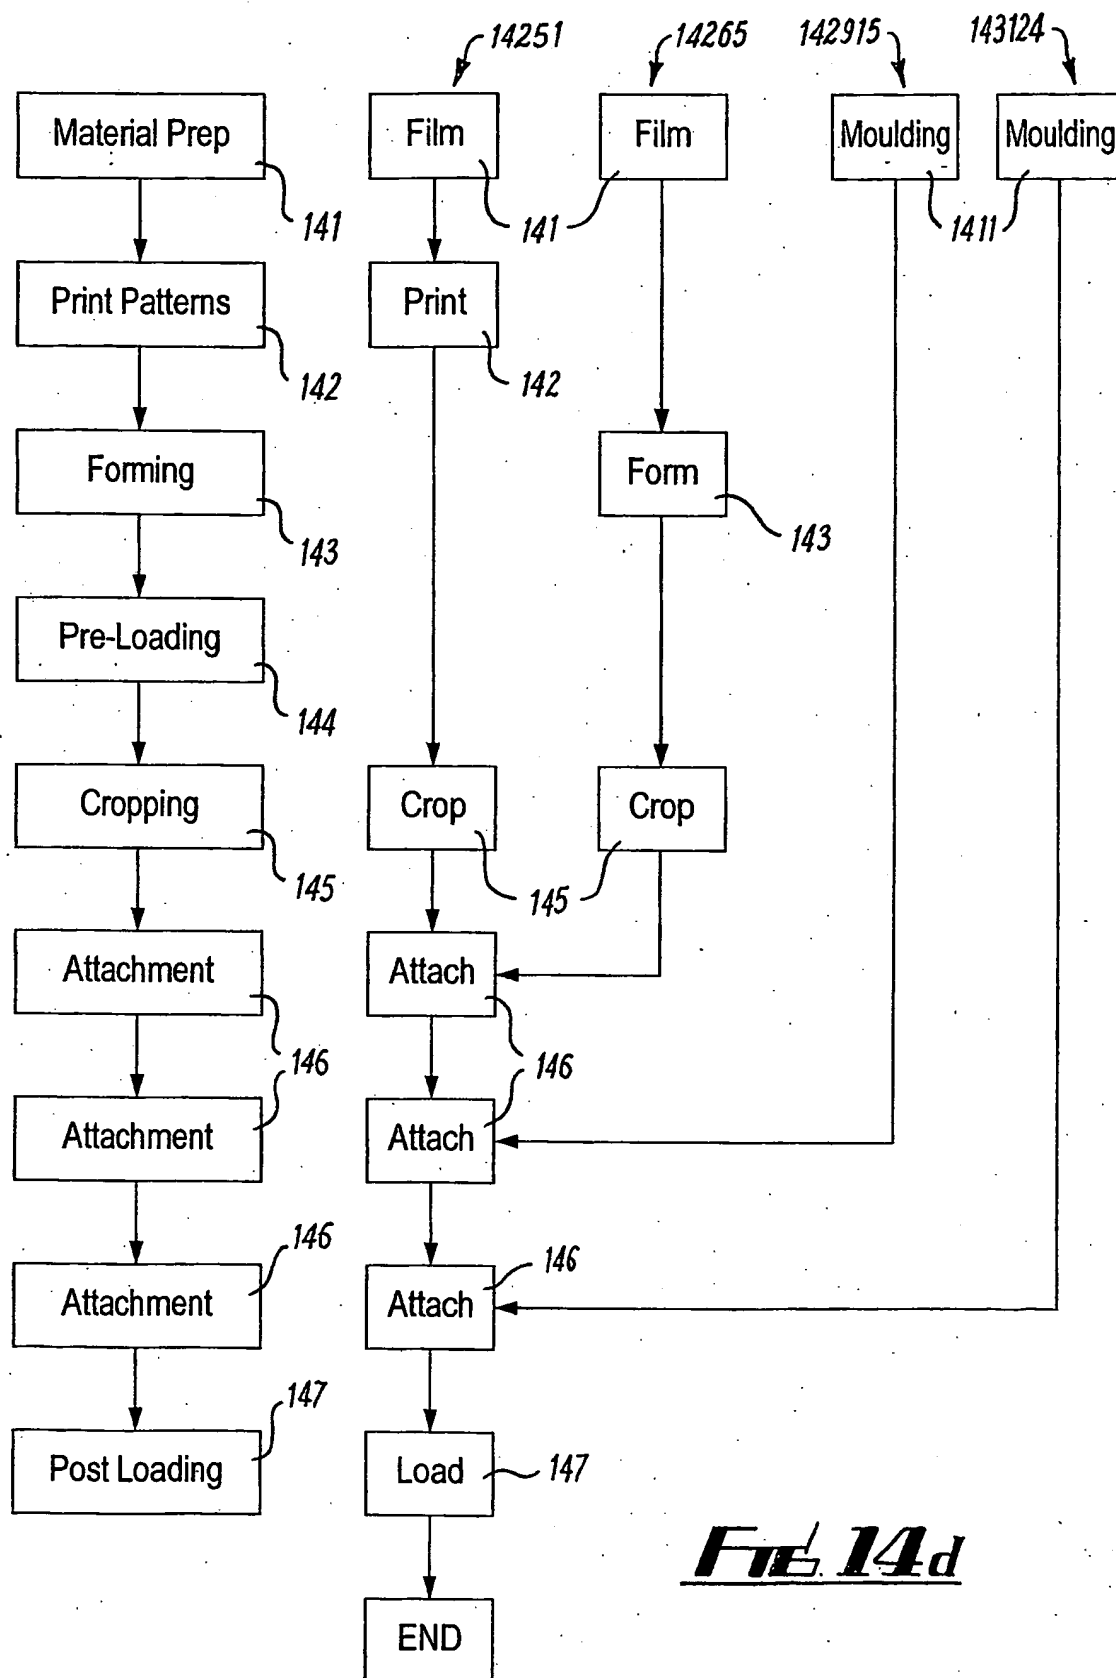 14251 14265 142915 143124
Material Prep Film Film Moulding Moulding
141 141 1411
Print Patterns Print
142 142
Forming Form
143 143
Pre-Loading
144
Cropping Crop Crop
145 145
Attachment Attach
146 146
Attachment Attach
146 146
Attachment Attach
147
Post Loading Load 147
FIG. 14d
END